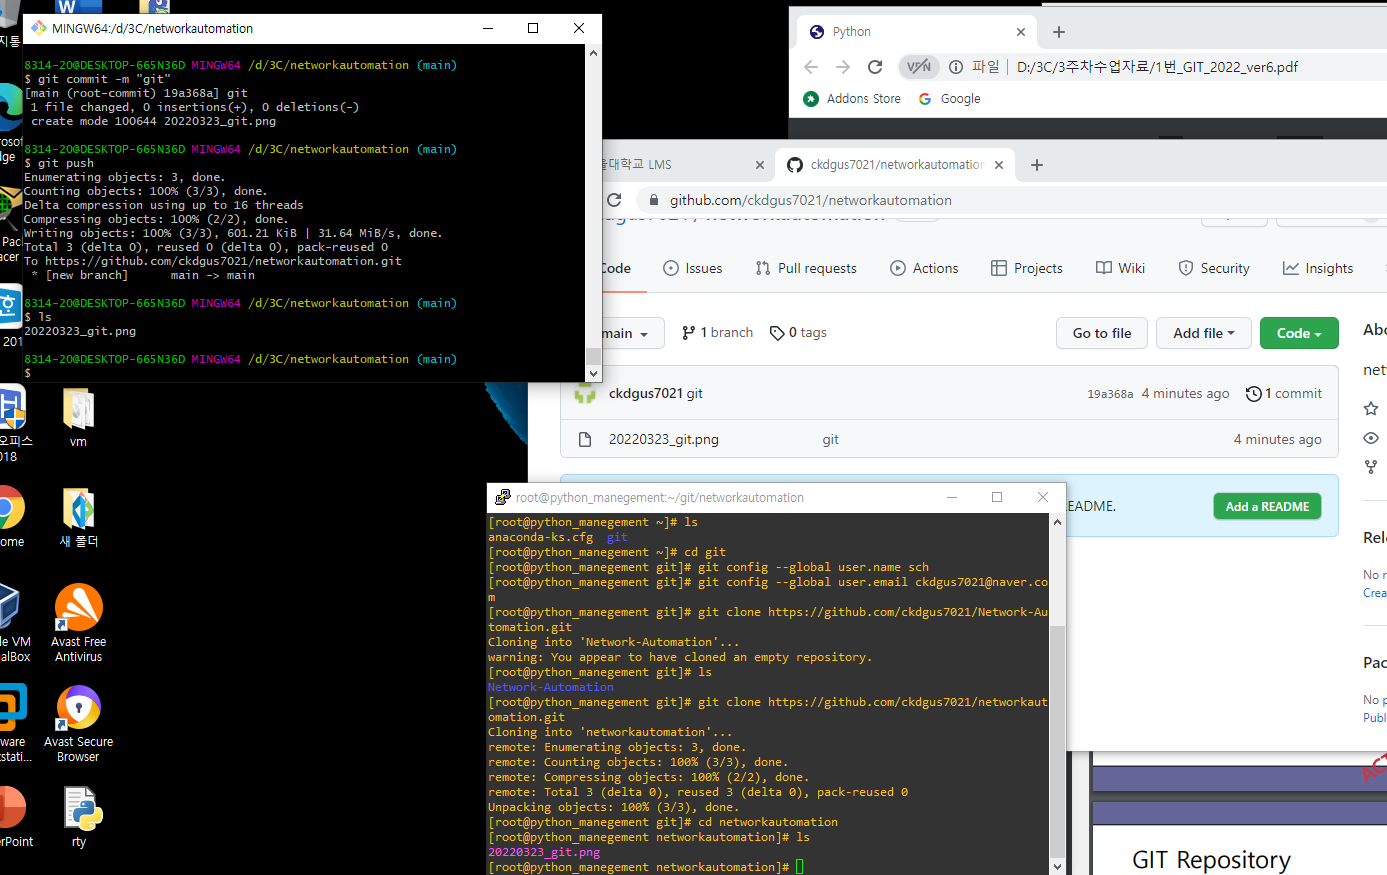 지통
MINGW64:/d/3C/networkautomation
8314-20@DESKTOP-665N36D MINGW64 /d/3C/networkautomation (main)
$ git commit -m "git"
[main (root-commit) 19a368a] git
1 file changed, 0 insertions(+), 0 deletions(-)
create mode 100644 20220323_git.png
8314-20@DESKTOP-665N36D MINGW64 /d/3C/networkautomation (main)
$ git push
Enumerating objects: 3, done.
Counting objects: 100% (3/3), done.
Delta compression using up to 16 threads
Compressing objects: 100% (2/2), done.
Writing objects: 100% (3/3), 601.21 KiB | 31.64 MiB/s, done.
Total 3 (delta 0), reused 0 (delta 0), pack-reused 0
To https://github.com/ckdgus7021/networkautomation.git
* [new branch]      main -> main
8314-20@DESKTOP-665N36D MINGW64 /d/3C/networkautomation (main)
$ ls
20220323_git.png
8314-20@DESKTOP-665N36D MINGW64 /d/3C/networkautomation (main)
$
Python
VPN 파일 D:/3C/3주차수업자료/1번_GIT_2022_ver6.pdf
Addons Store Google
대학교 LMS ckdgus7021/networkautomation
github.com/ckdgus7021/networkautomation
ode Issues Pull requests Actions Projects Wiki Security Insights
main 1 branch 0 tags Go to file Add file Code Abo
net
ckdgus7021 git 19a368a 4 minutes ago 1 commit
20220323_git.png git 4 minutes ago
EADME. Add a README
Rel
No r
Crea
Pac
No p
Publ
root@python_manegement:~/git/networkautomation
[root@python_manegement ~]# ls
anaconda-ks.cfg  git
[root@python_manegement ~]# cd git
[root@python_manegement git]# git config --global user.name sch
[root@python_manegement git]# git config --global user.email ckdgus7021@naver.co
m
[root@python_manegement git]# git clone https://github.com/ckdgus7021/Network-Au
tomation.git
Cloning into 'Network-Automation'...
warning: You appear to have cloned an empty repository.
[root@python_manegement git]# ls
Network-Automation
[root@python_manegement git]# git clone https://github.com/ckdgus7021/networkaut
omation.git
Cloning into 'networkautomation'...
remote: Enumerating objects: 3, done.
remote: Counting objects: 100% (3/3), done.
remote: Compressing objects: 100% (2/2), done.
remote: Total 3 (delta 0), reused 3 (delta 0), pack-reused 0
Unpacking objects: 100% (3/3), done.
[root@python_manegement git]# cd networkautomation
[root@python_manegement networkautomation]# ls
20220323_git.png
[root@python_manegement networkautomation]#
rosof
dge
Pac
acer
201
오피스
018
vm
ome
새 폴더
le VM
ualBox
Avast Free
Antivirus
ware
kstati...
Avast Secure
Browser
erPoint
rty
ACT
GIT Repository